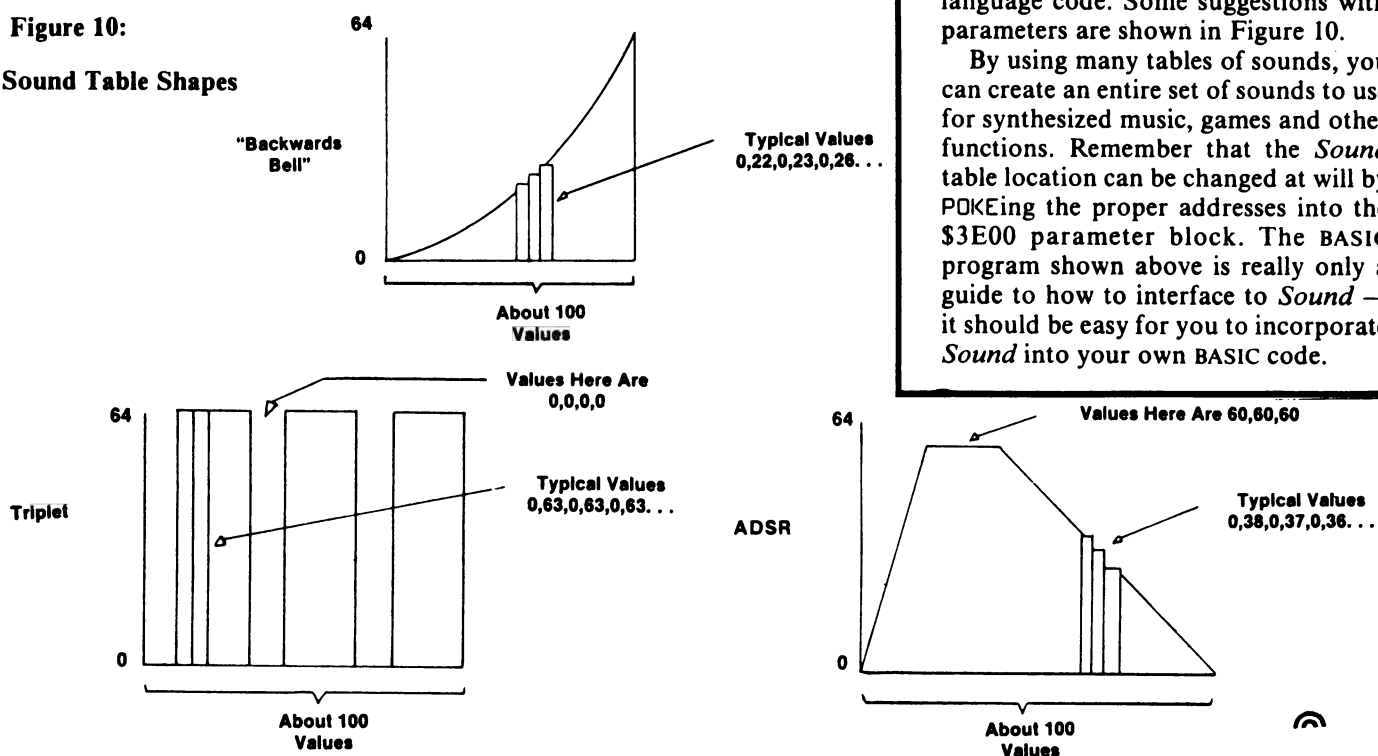 Figure 10:
Sound Table Shapes
64
"Backwards
Bell"
0
Typical Values
0,22,0,23,0,26. . .
About 100
Values
language code. Some suggestions with
parameters are shown in Figure 10.
By using many tables of sounds, you
can create an entire set of sounds to us
for synthesized music, games and othe
functions. Remember that the Sound
table location can be changed at will by
POKEing the proper addresses into the
$3E00 parameter block. The BASIC
program shown above is really only a
guide to how to interface to Sound —
it should be easy for you to incorporate
Sound into your own BASIC code.
Values Here Are
0,0,0,0
64
Typical Values
0,63,0,63,0,63. . .
Triplet
0
About 100
Values
64
Values Here Are 60,60,60
Typical Values
0,38,0,37,0,36. . .
ADSR
0
About 100
Values